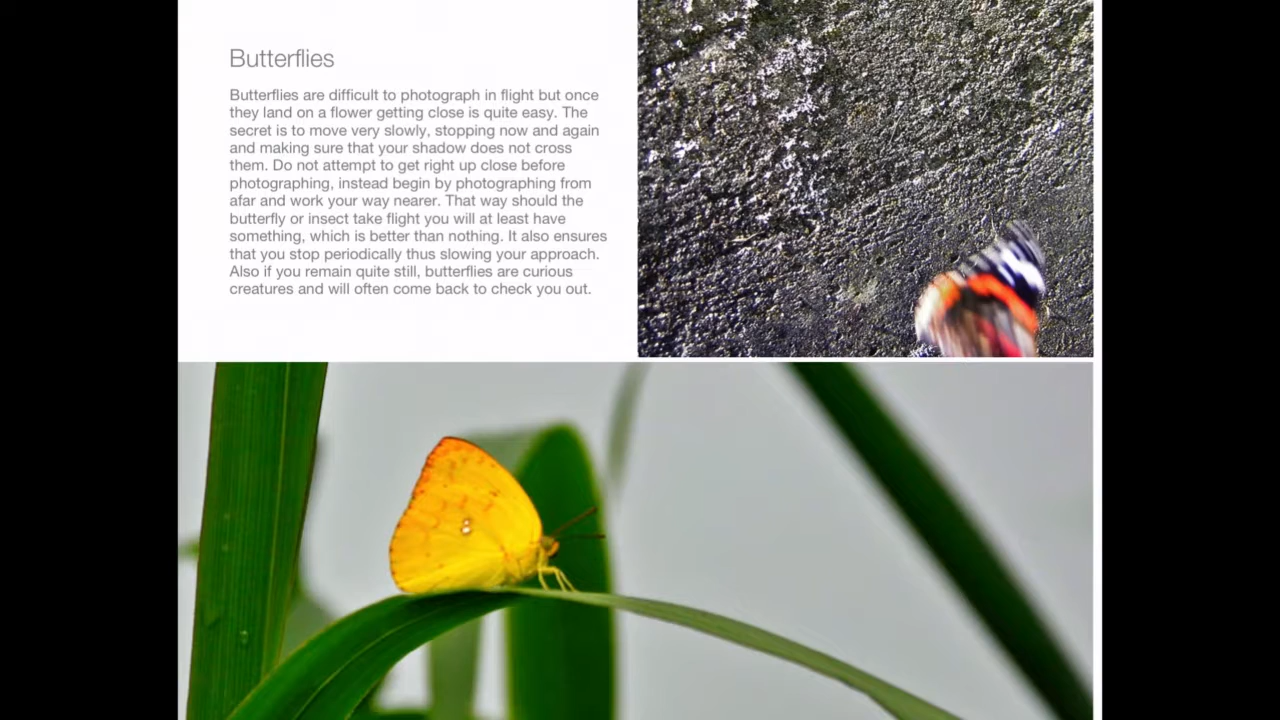 Butterflies
Butterflies are difficult to photograph in flight but once
they land on a flower getting close is quite easy. The
secret is to move very slowly, stopping now and again
and making sure that your shadow does not cross
them. Do not attempt to get right up close before
photographing, instead begin by photographing from
afar and work your way nearer. That way should the
butterfly or insect take flight you will at least have
something, which is better than nothing. It also ensures
that you stop periodically thus slowing your approach.
Also if you remain quite still, butterflies are curious
creatures and will often come back to check you out.